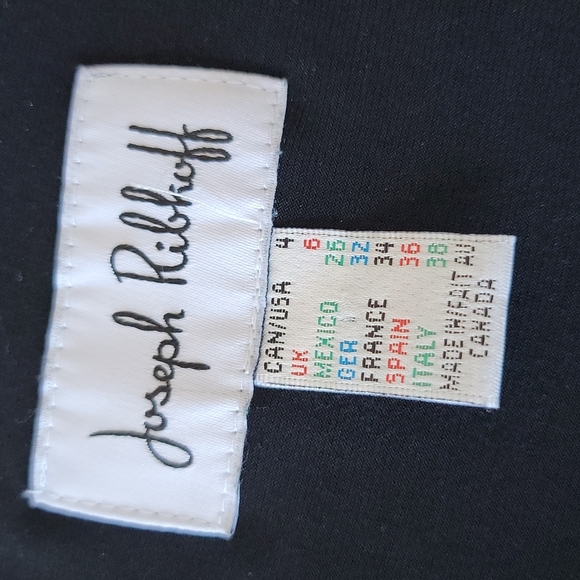 Joseph Ribkoff
CAN/USA 4
UK 6
MEXICO 26
GER 32
FRANCE 34
SPAIN 36
ITALY 38
MADE IN/FAIT AU
CANADA